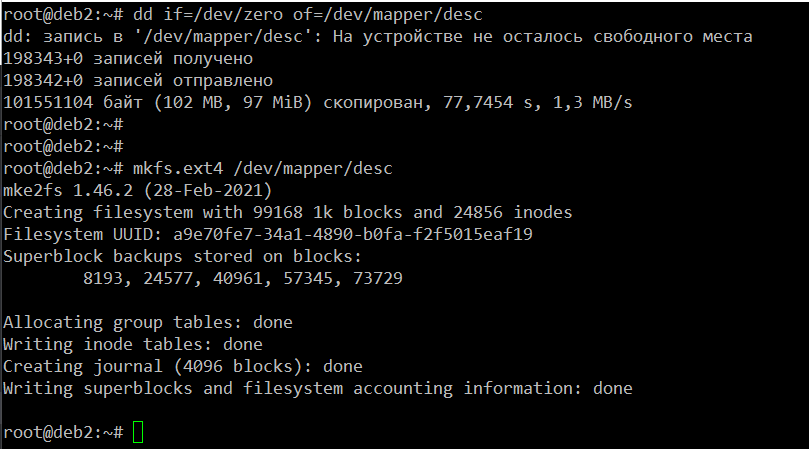 root@deb2:~# dd if=/dev/zero of=/dev/mapper/desc
dd: запись в '/dev/mapper/desc': На устройстве не осталось свободного места
198343+0 записей получено
198342+0 записей отправлено
101551104 байт (102 MB, 97 MiB) скопирован, 77,7454 s, 1,3 MB/s
root@deb2:~#
root@deb2:~#
root@deb2:~# mkfs.ext4 /dev/mapper/desc
mke2fs 1.46.2 (28-Feb-2021)
Creating filesystem with 99168 1k blocks and 24856 inodes
Filesystem UUID: a9e70fe7-34a1-4890-b0fa-f2f5015eaf19
Superblock backups stored on blocks:
        8193, 24577, 40961, 57345, 73729

Allocating group tables: done
Writing inode tables: done
Creating journal (4096 blocks): done
Writing superblocks and filesystem accounting information: done

root@deb2:~#